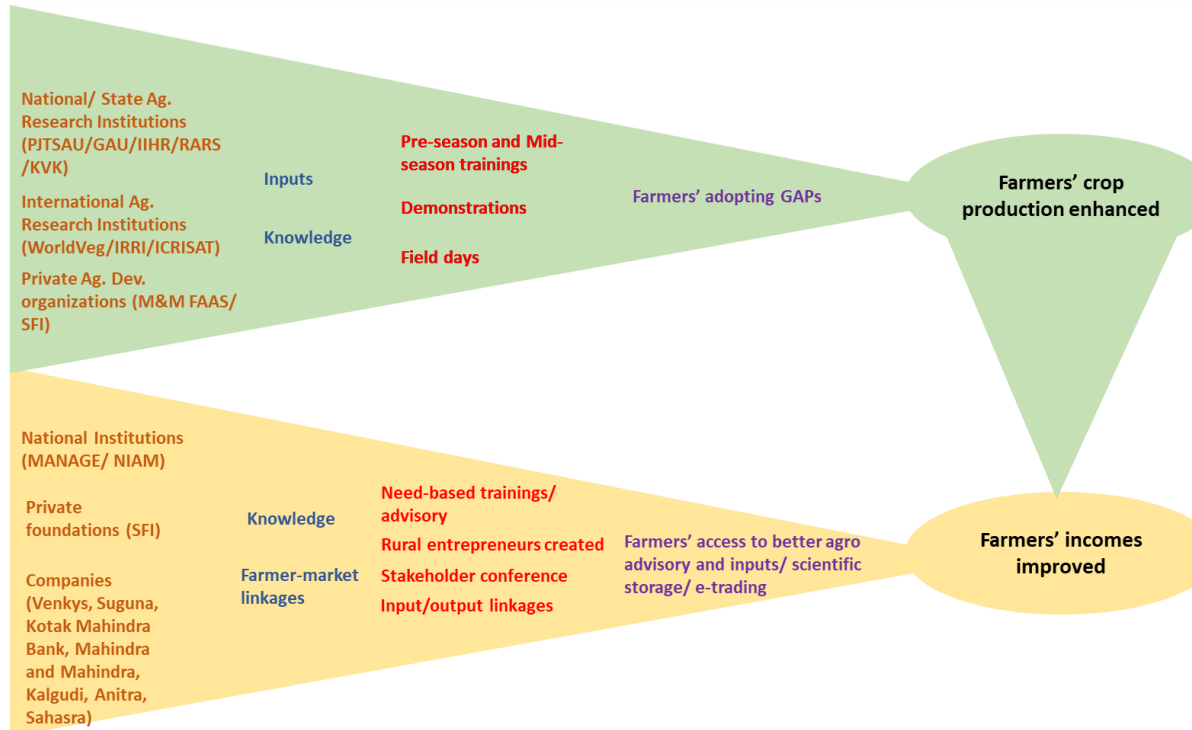 National/ State Ag.
Research Institutions
(PJTSAU/GAU/IIHR/RARS
/KVK)
International Ag.
Research Institutions
(WorldVeg/IRRI/ICRISAT)
Private Ag. Dev.
organizations (M&M FAAS/
SFI)
Inputs
Knowledge
Pre-season and Mid-
season trainings
Demonstrations
Field days
Farmers’ adopting GAPs
Farmers’ crop
production enhanced
National Institutions
(MANAGE/ NIAM)
Private
foundations (SFI)
Companies
(Venkys, Suguna,
Kotak Mahindra
Bank, Mahindra
and Mahindra,
Kalgudi, Anitra,
Sahasra)
Knowledge
Farmer-market
linkages
Need-based trainings/
advisory
Rural entrepreneurs created
Stakeholder conference
Input/output linkages
Farmers’ access to better agro
advisory and inputs/ scientific
storage/ e-trading
Farmers’ incomes
improved